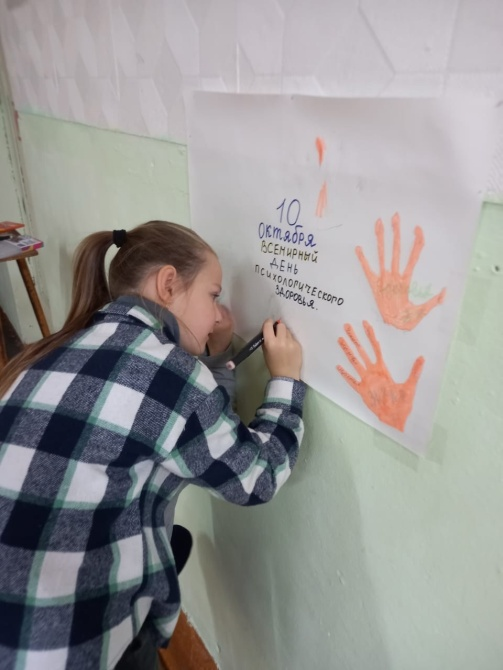 10
октября
всемирный
день
психологического
здоровья.